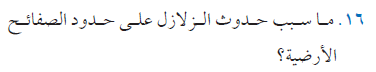 ١٦. ما سبب حدوث الزلازل على حدود الصفائح
الأرضية؟